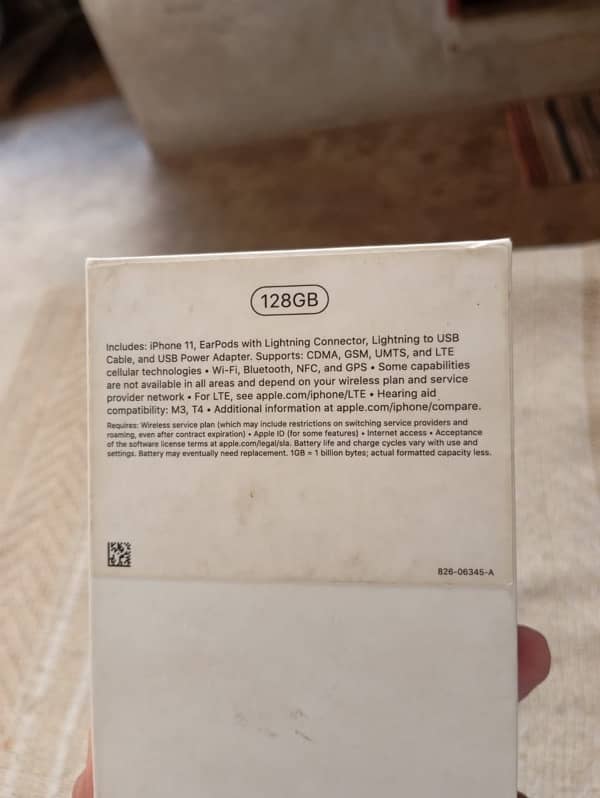 128GB
Includes: iPhone 11, EarPods with Lightning Connector, Lightning to USB
Cable, and USB Power Adapter. Supports: CDMA, GSM, UMTS, and LTE
cellular technologies • Wi-Fi, Bluetooth, NFC, and GPS • Some capabilities
are not available in all areas and depend on your wireless plan and service
provider network • For LTE, see apple.com/iphone/LTE • Hearing aid
compatibility: M3, T4 • Additional information at apple.com/iphone/compare.
Requires: Wireless service plan (which may include restrictions on switching service providers and
roaming, even after contract expiration) • Apple ID (for some features) • Internet access • Acceptance
of the software license terms at apple.com/legal/sla. Battery life and charge cycles vary with use and
settings. Battery may eventually need replacement. 1GB = 1 billion bytes; actual formatted capacity less.
826-06345-A